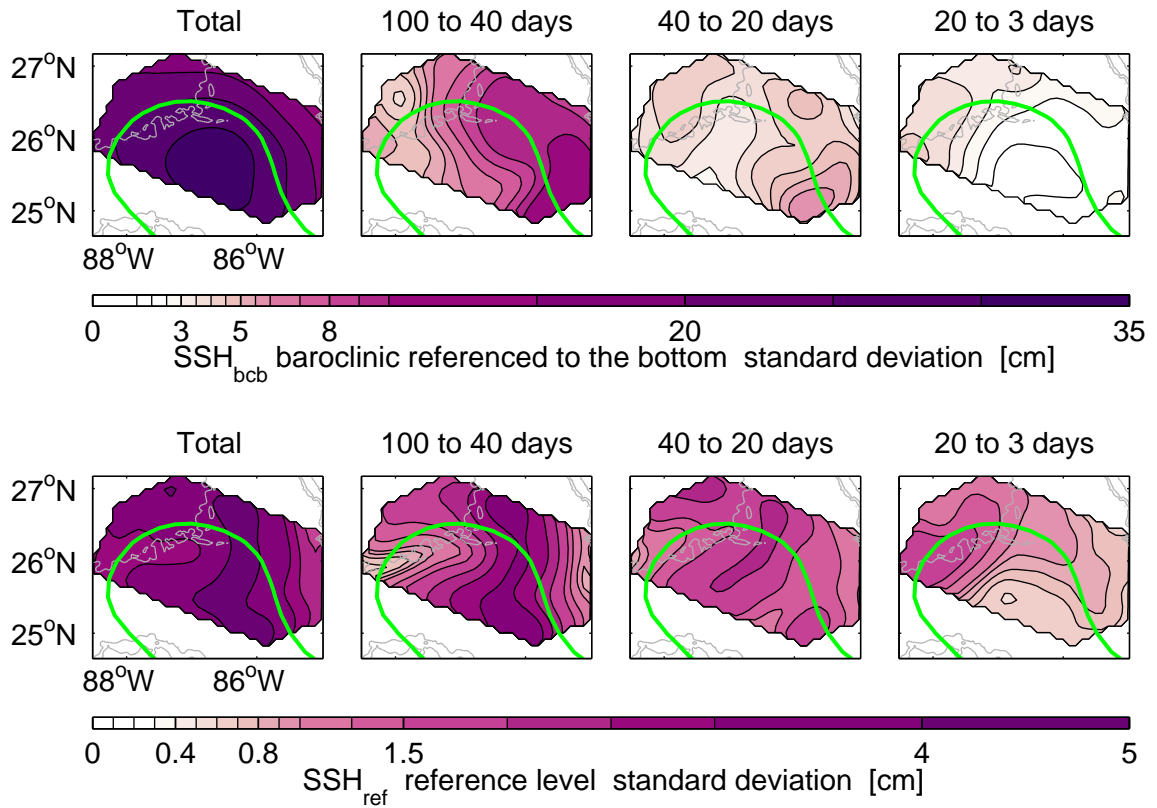 Total 100 to 40 days 40 to 20 days 20 to 3 days
27°N
26°N
25°N
88°W 86°W
0 3 5 8 20 35
SSH_bcb baroclinic referenced to the bottom standard deviation [cm]
Total 100 to 40 days 40 to 20 days 20 to 3 days
27°N
26°N
25°N
88°W 86°W
0 0.4 0.8 1.5 4 5
SSH_ref reference level standard deviation [cm]